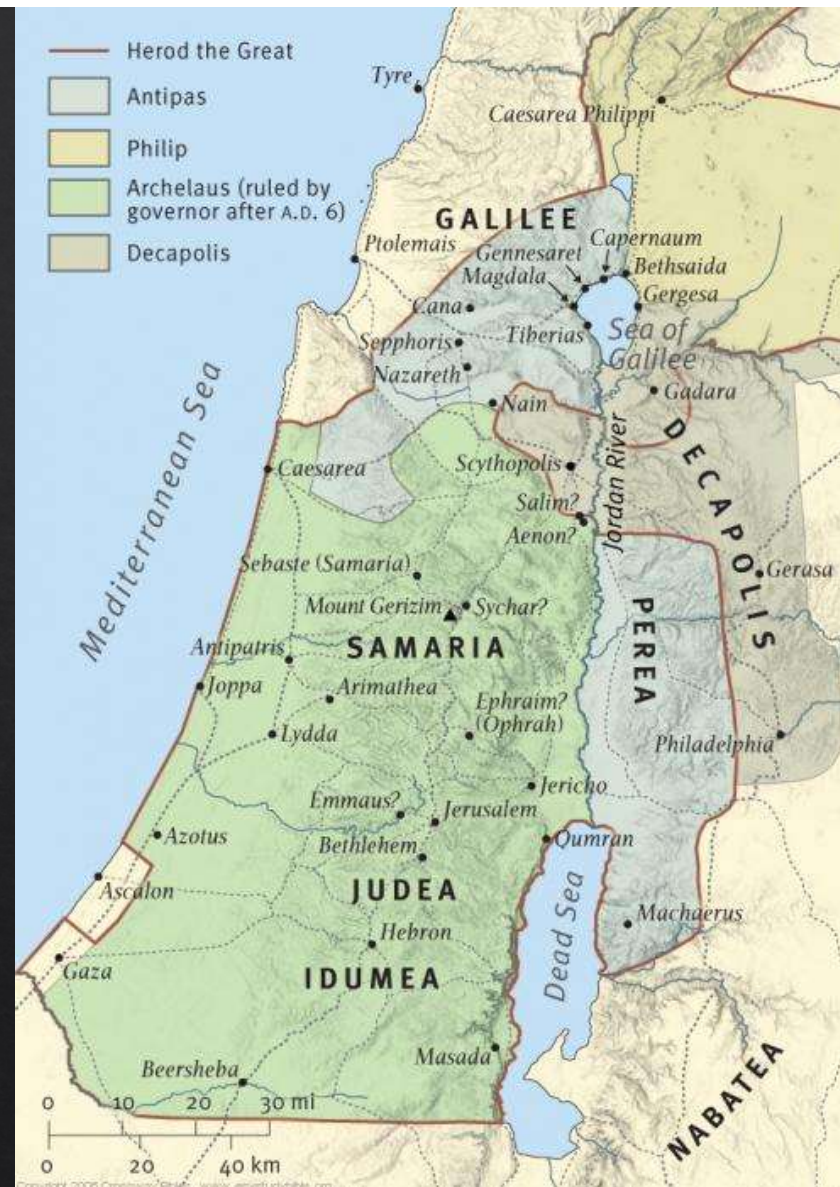 Herod the Great
Antipas
Philip
Archelaus (ruled by
governor after A.D. 6)
Decapolis
Tyre
Caesarea Philippi
GALILEE
Ptolemais
Capernaum
Gennesaret
Bethsaida
Magdala
Gergesa
Cana
Tiberias
Sea of
Galilee
Sepphoris
Nazareth
Gadara
Nain
DECAPOLIS
Mediterranean Sea
Jordan River
Caesarea
Scythopolis
Salim?
Aenon?
Sebaste (Samaria)
Gerasa
Mount Gerizim
Sychar?
PEREA
SAMARIA
Antipatris
Joppa
Arimathea
Ephraim?
(Ophrah)
Lydda
Philadelphia
Jericho
Emmaus?
Jerusalem
Azotus
Qumran
Bethlehem
Ascalon
JUDEA
Dead Sea
Machaerus
Hebron
Gaza
IDUMEA
Masada
Beersheba
NABATEA
0 10 20 30 mi
0 20 40 km